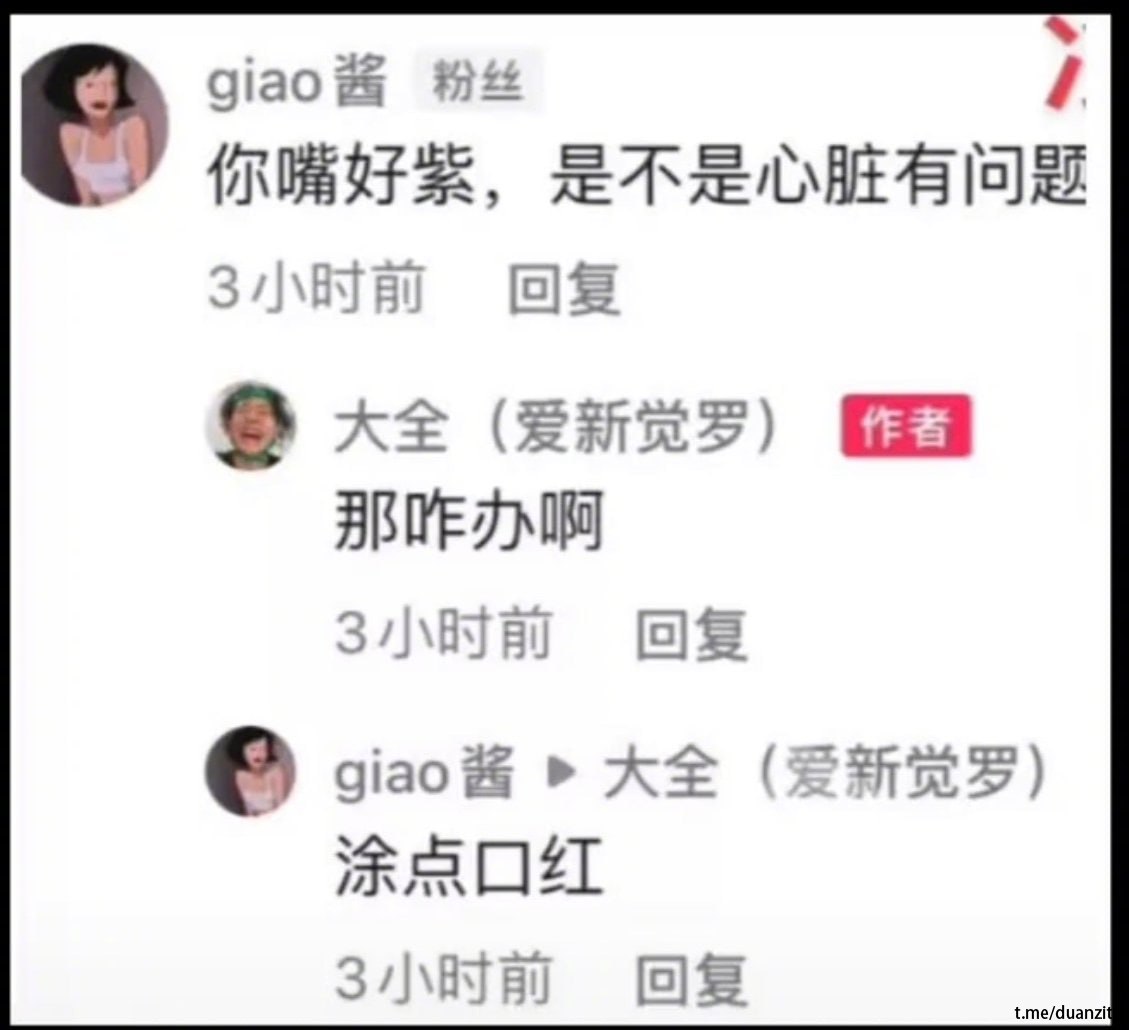 giao酱 粉丝
你嘴好紫，是不是心脏有问题
3小时前 回复
大全（爱新觉罗） 作者
那咋办啊
3小时前 回复
giao酱 ▶ 大全（爱新觉罗）
涂点口红
3小时前 回复
t.me/duanzit